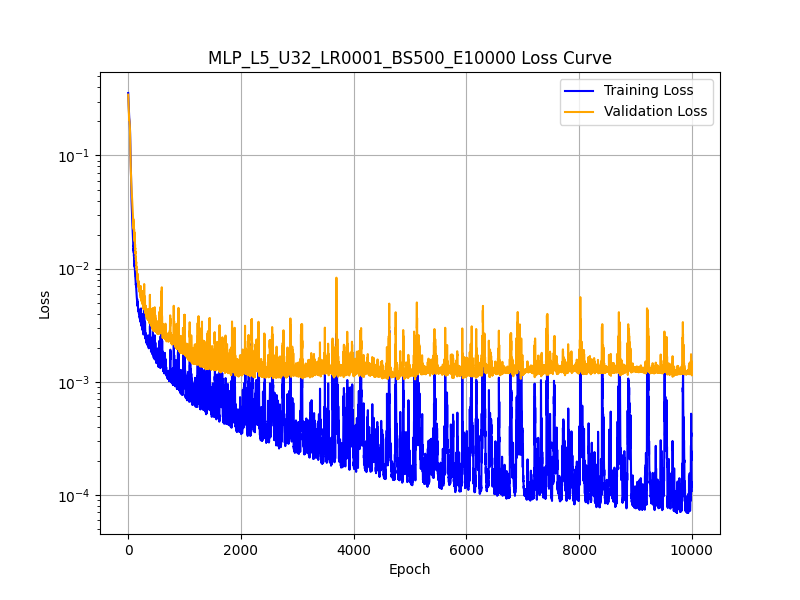 MLP_L5_U32_LR0001_BS500_E10000 Loss Curve
Training Loss
Validation Loss
10⁻¹
10⁻²
10⁻³
10⁻⁴
Loss
0 2000 4000 6000 8000 10000
Epoch